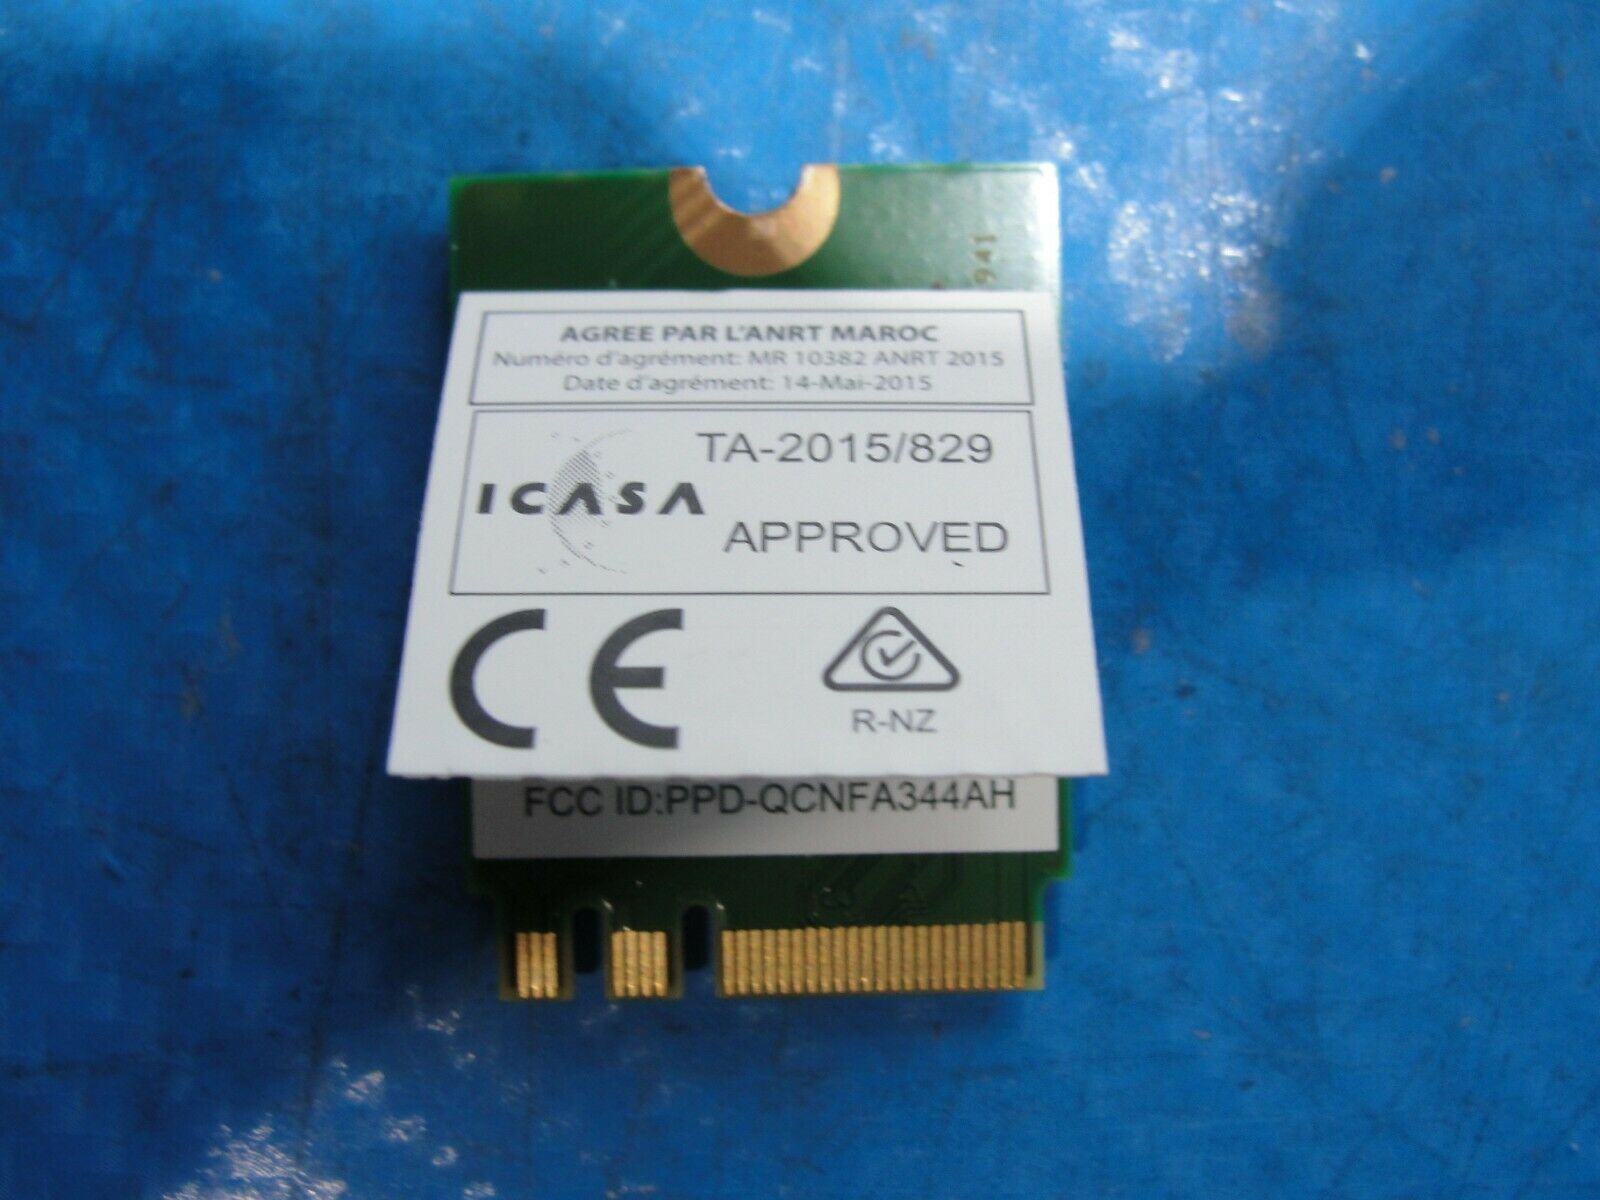 941
AGREE PAR L'ANRT MAROC
Numéro d'agrément: MR 10382 ANRT 2015
Date d'agrément: 14-Mai-2015
TA-2015/829
ICASA
APPROVED
CE
R-NZ
FCC ID:PPD-QCNFA344AH